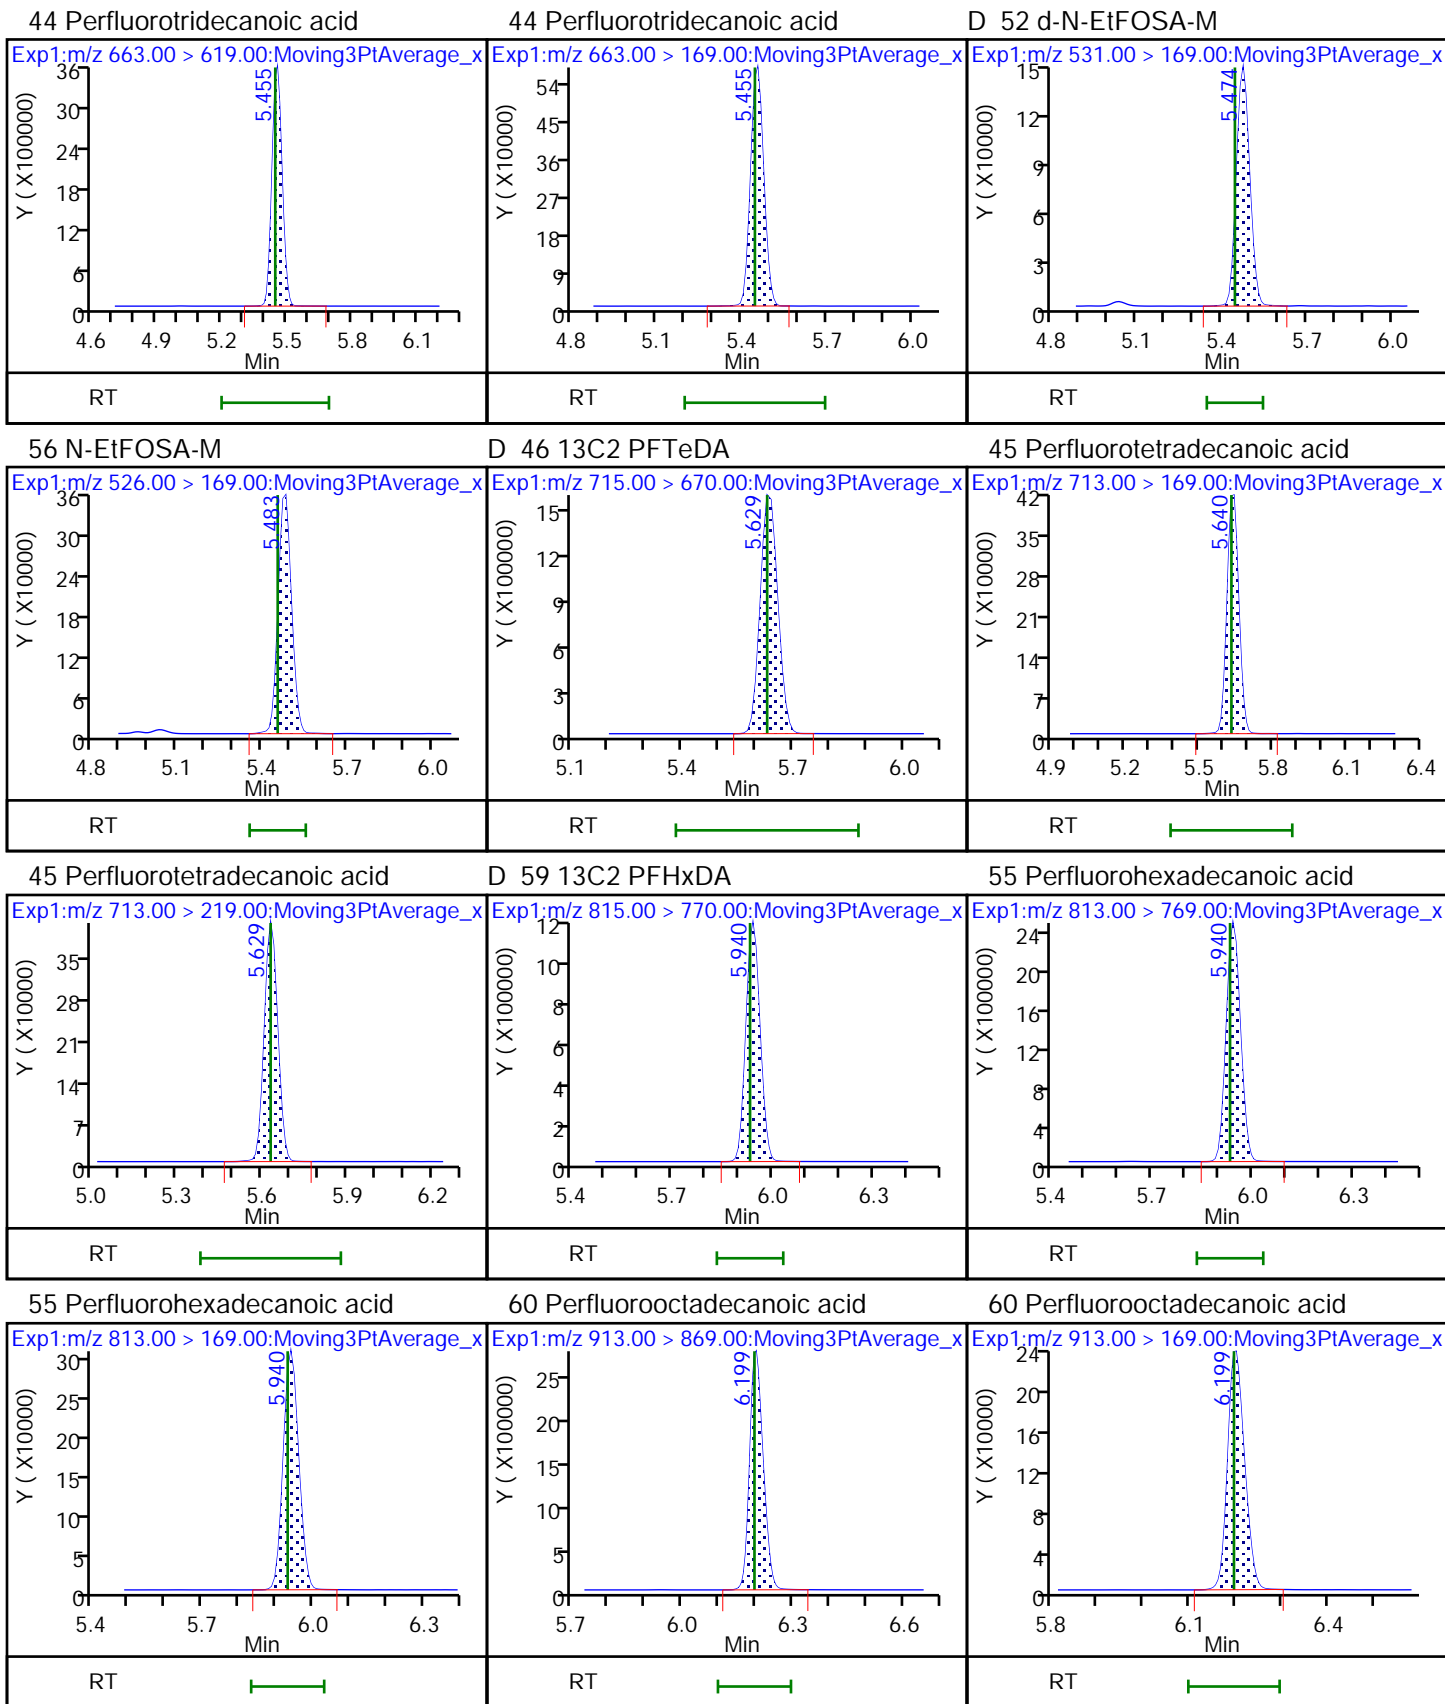 44 Perfluorotridecanoic acid
Exp1:m/z 663.00 > 619.00:Moving3PtAverage_x
Y ( X100000)
36
30
24
18
12
6
0
5.455
4.6 4.9 5.2 5.5 5.8 6.1
Min
RT
44 Perfluorotridecanoic acid
Exp1:m/z 663.00 > 169.00:Moving3PtAverage_x
Y ( X10000)
54
45
36
27
18
9
0
5.455
4.8 5.1 5.4 5.7 6.0
Min
RT
D 52 d-N-EtFOSA-M
Exp1:m/z 531.00 > 169.00:Moving3PtAverage_x
Y ( X100000)
15
12
9
6
3
0
5.474
4.8 5.1 5.4 5.7 6.0
Min
RT
56 N-EtFOSA-M
Exp1:m/z 526.00 > 169.00:Moving3PtAverage_x
Y ( X10000)
36
30
24
18
12
6
0
5.483
4.8 5.1 5.4 5.7 6.0
Min
RT
D 46 13C2 PFTeDA
Exp1:m/z 715.00 > 670.00:Moving3PtAverage_x
Y ( X100000)
15
12
9
6
3
0
5.629
5.1 5.4 5.7 6.0
Min
RT
45 Perfluorotetradecanoic acid
Exp1:m/z 713.00 > 169.00:Moving3PtAverage_x
Y ( X10000)
42
35
28
21
14
7
0
5.640
4.9 5.2 5.5 5.8 6.1 6.4
Min
RT
45 Perfluorotetradecanoic acid
Exp1:m/z 713.00 > 219.00:Moving3PtAverage_x
Y ( X10000)
35
28
21
14
7
0
5.629
5.0 5.3 5.6 5.9 6.2
Min
RT
D 59 13C2 PFHxDA
Exp1:m/z 815.00 > 770.00:Moving3PtAverage_x
Y ( X100000)
12
10
8
6
4
2
0
5.940
5.4 5.7 6.0 6.3
Min
RT
55 Perfluorohexadecanoic acid
Exp1:m/z 813.00 > 769.00:Moving3PtAverage_x
Y ( X100000)
24
20
16
12
8
4
0
5.940
5.4 5.7 6.0 6.3
Min
RT
55 Perfluorohexadecanoic acid
Exp1:m/z 813.00 > 169.00:Moving3PtAverage_x
Y ( X10000)
30
25
20
15
10
5
0
5.940
5.4 5.7 6.0 6.3
Min
RT
60 Perfluorooctadecanoic acid
Exp1:m/z 913.00 > 869.00:Moving3PtAverage_x
Y ( X100000)
25
20
15
10
5
0
6.199
5.7 6.0 6.3 6.6
Min
RT
60 Perfluorooctadecanoic acid
Exp1:m/z 913.00 > 169.00:Moving3PtAverage_x
Y ( X10000)
24
20
16
12
8
4
0
6.199
5.8 6.1 6.4
Min
RT